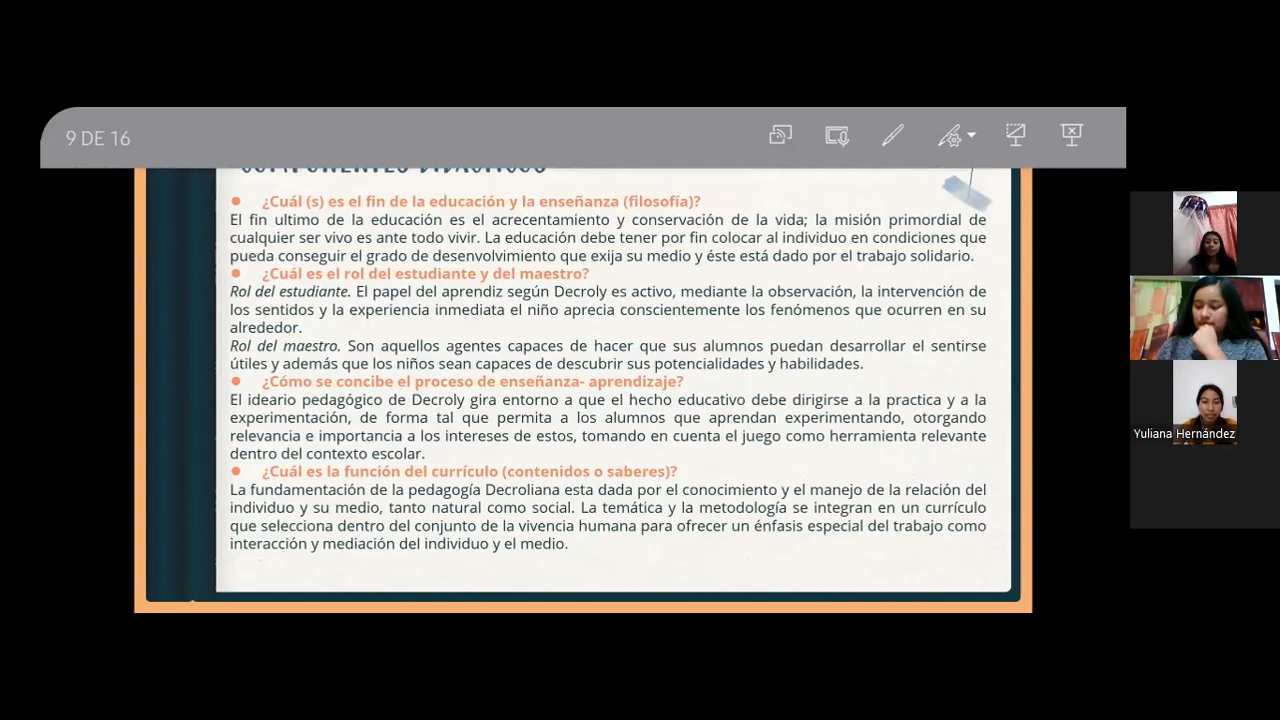 9 DE 16
¿Cuál (s) es el fin de la educación y la enseñanza (filosofía)?
El fin ultimo de la educación es el acrecentamiento y conservación de la vida; la misión primordial de
cualquier ser vivo es ante todo vivir. La educación debe tener por fin colocar al individuo en condiciones que
pueda conseguir el grado de desenvolvimiento que exija su medio y éste está dado por el trabajo solidario.
¿Cuál es el rol del estudiante y del maestro?
Rol del estudiante. El papel del aprendiz según Decroly es activo, mediante la observación, la intervención de
los sentidos y la experiencia inmediata el niño aprecia conscientemente los fenómenos que ocurren en su
alrededor.
Rol del maestro. Son aquellos agentes capaces de hacer que sus alumnos puedan desarrollar el sentirse
útiles y además que los niños sean capaces de descubrir sus potencialidades y habilidades.
¿Cómo se concibe el proceso de enseñanza- aprendizaje?
El ideario pedagógico de Decroly gira entorno a que el hecho educativo debe dirigirse a la practica y a la
experimentación, de forma tal que permita a los alumnos que aprendan experimentando, otorgando
relevancia e importancia a los intereses de estos, tomando en cuenta el juego como herramienta relevante
dentro del contexto escolar.
¿Cuál es la función del currículo (contenidos o saberes)?
La fundamentación de la pedagogía Decroliana esta dada por el conocimiento y el manejo de la relación del
individuo y su medio, tanto natural como social. La temática y la metodología se integran en un currículo
que selecciona dentro del conjunto de la vivencia humana para ofrecer un énfasis especial del trabajo como
interacción y mediación del individuo y el medio.
Yuliana Hernández